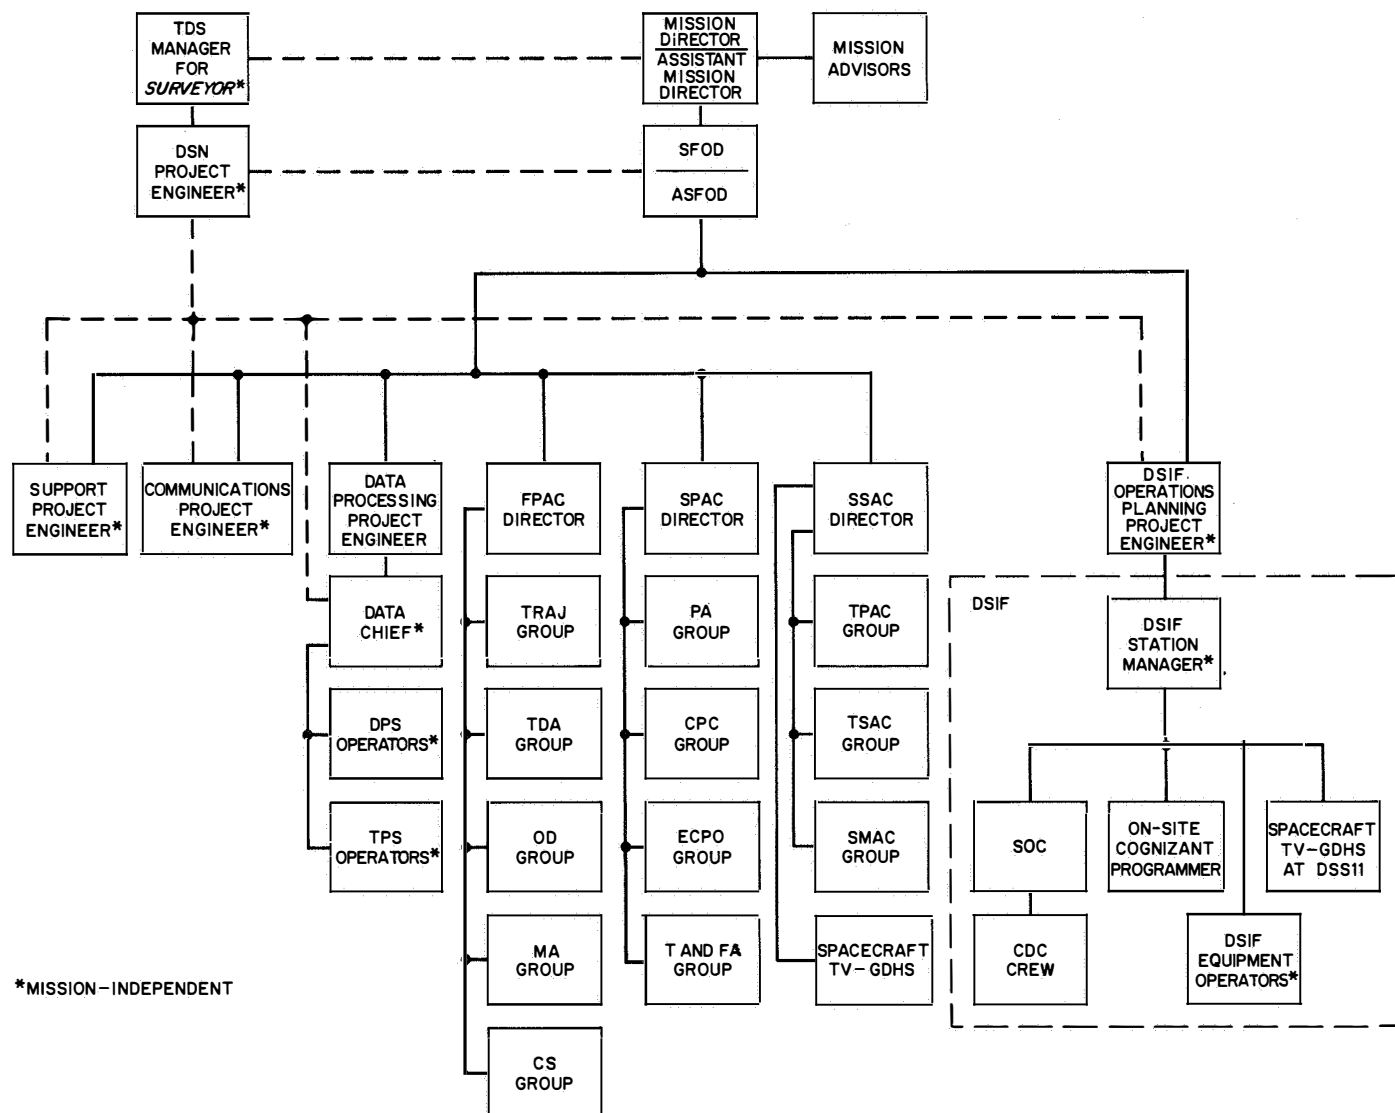 TDS
MANAGER
FOR
SURVEYOR*
MISSION
DIRECTOR
ASSISTANT
MISSION
DIRECTOR
MISSION
ADVISORS
DSN
PROJECT
ENGINEER*
SFOD
ASFOD
SUPPORT
PROJECT
ENGINEER*
COMMUNICATIONS
PROJECT
ENGINEER*
DATA
PROCESSING
PROJECT
ENGINEER
FPAC
DIRECTOR
SPAC
DIRECTOR
SSAC
DIRECTOR
DSIF
OPERATIONS
PLANNING
PROJECT
ENGINEER*
DATA
CHIEF*
TRAJ
GROUP
PA
GROUP
TPAC
GROUP
DSIF
DSIF
STATION
MANAGER*
DPS
OPERATORS*
TDA
GROUP
CPC
GROUP
TSAC
GROUP
TPS
OPERATORS*
OD
GROUP
ECPO
GROUP
SMAC
GROUP
SOC
ON-SITE
COGNIZANT
PROGRAMMER
SPACECRAFT
TV-GDHS
AT DSS11
MA
GROUP
T AND FA
GROUP
SPACECRAFT
TV-GDHS
CDC
CREW
DSIF
EQUIPMENT
OPERATORS*
*MISSION-INDEPENDENT
CS
GROUP